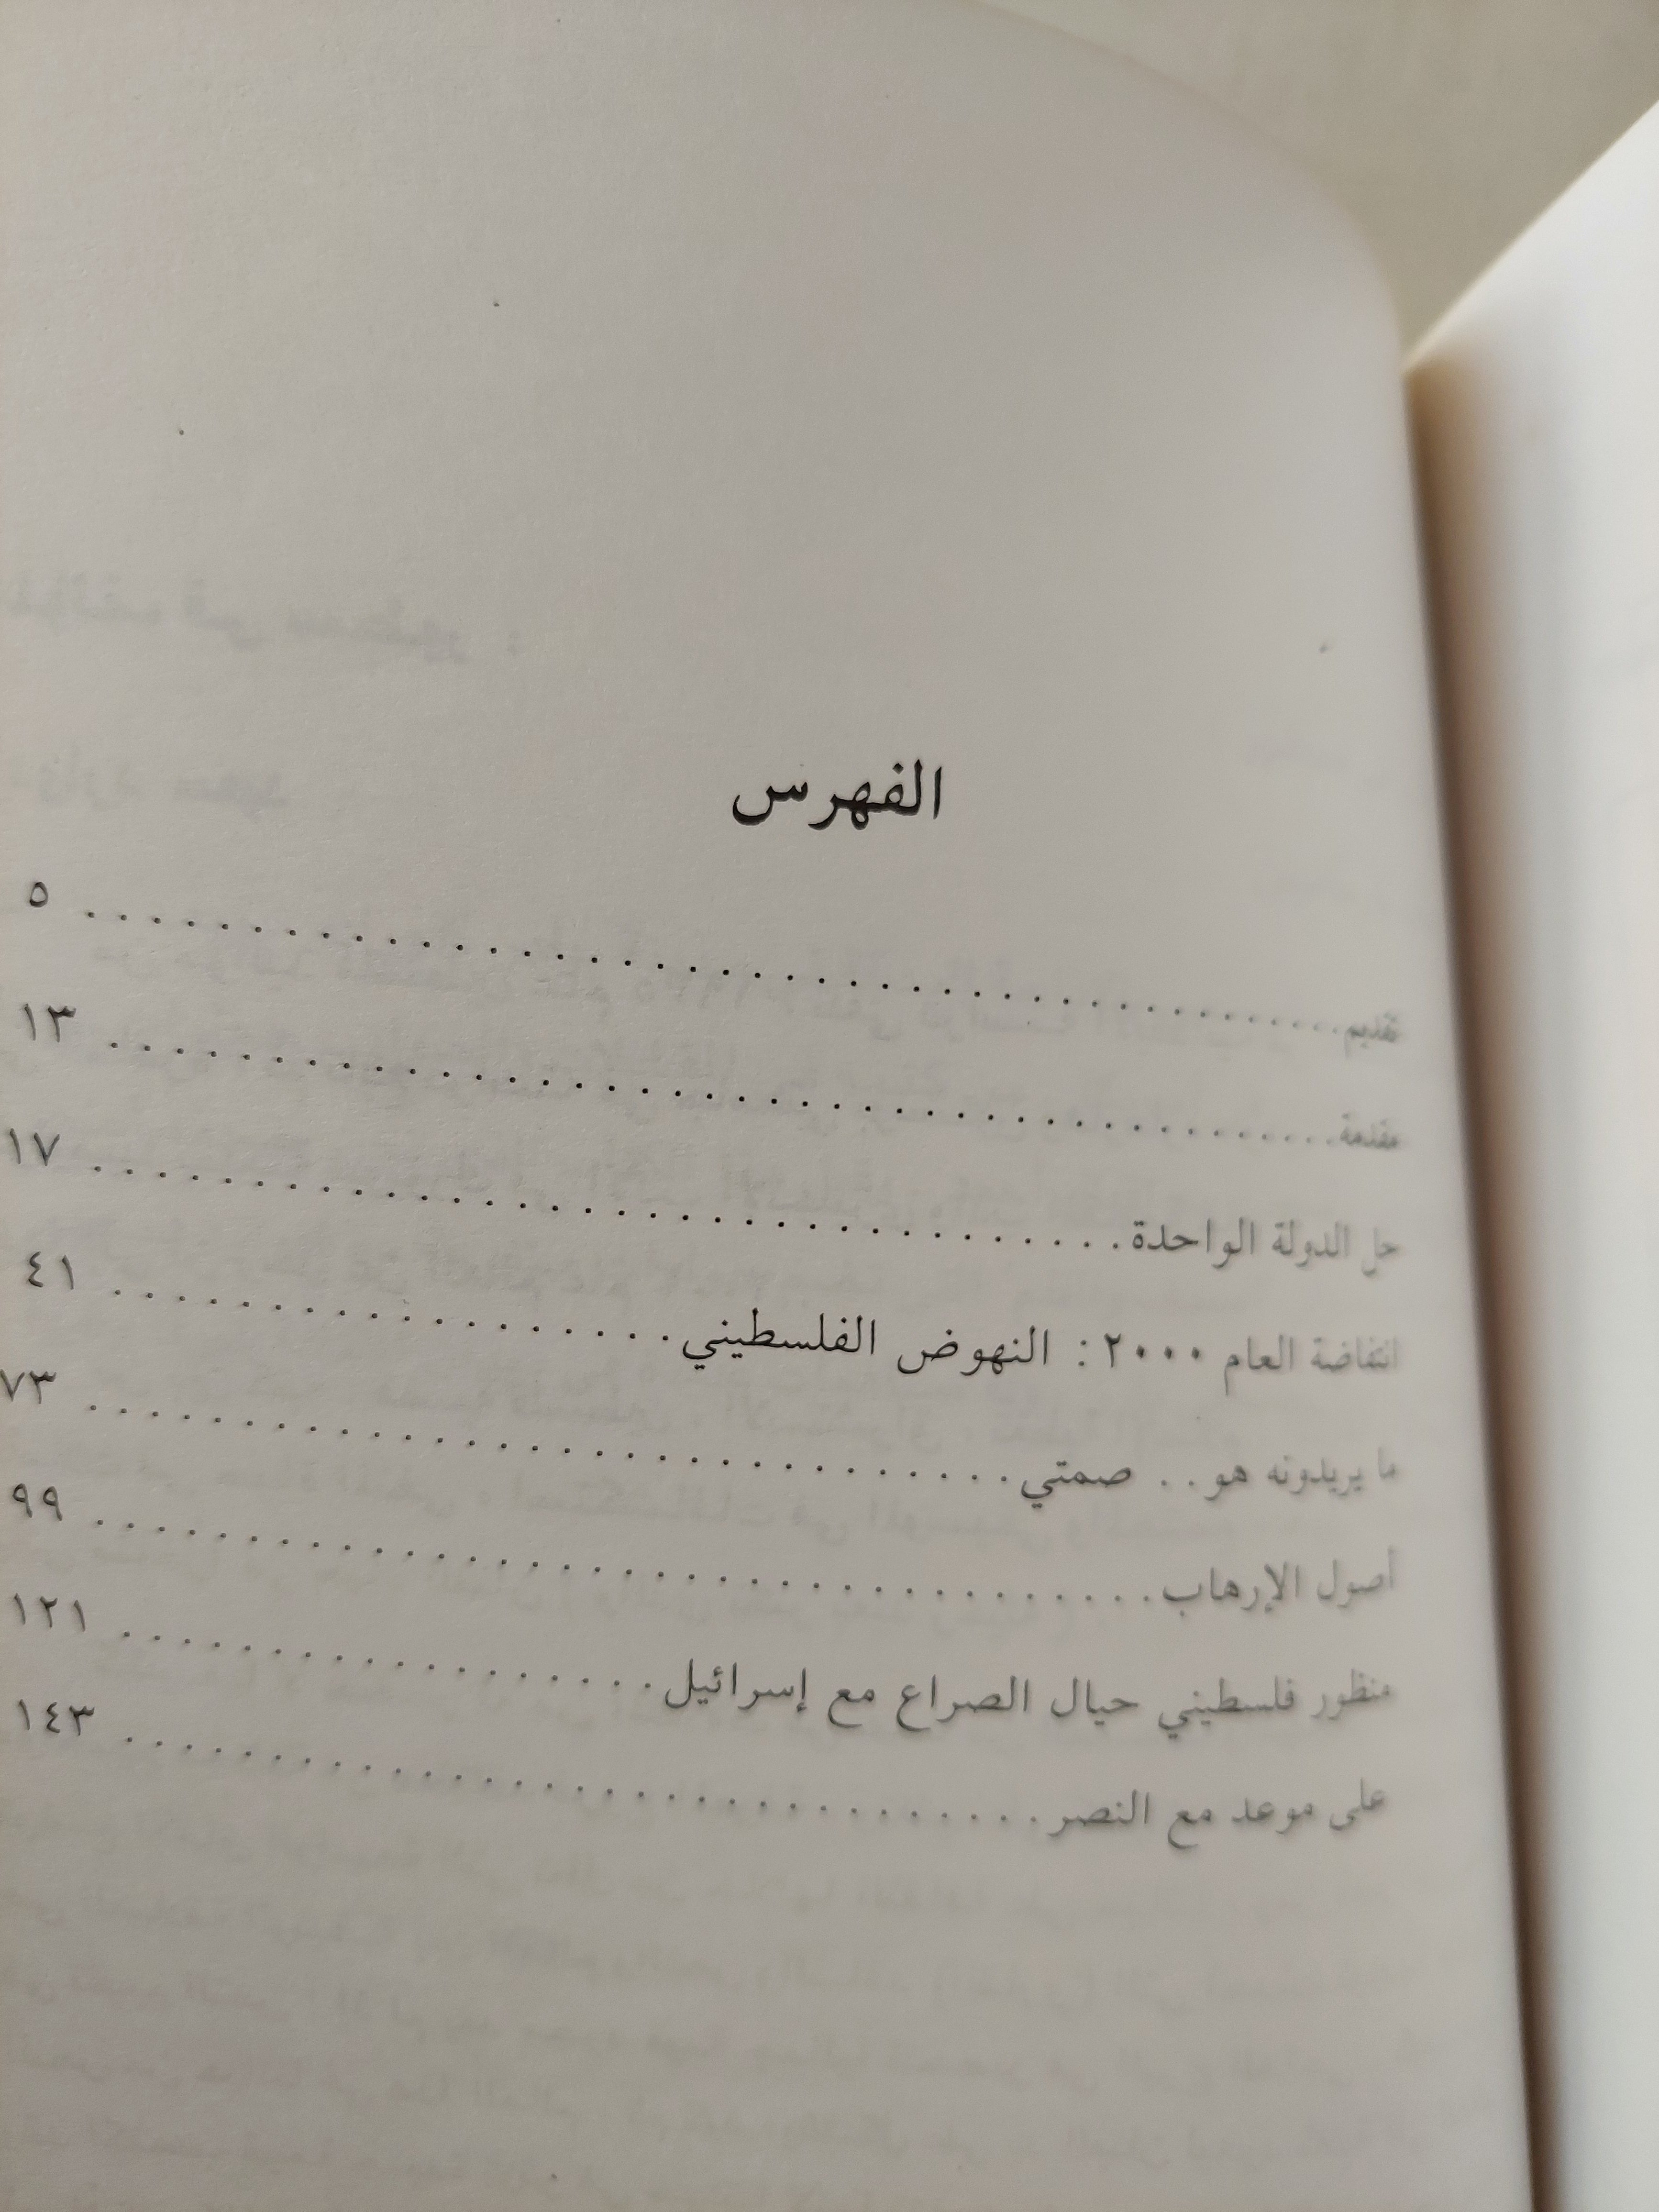 الفهرس
تقديم................................ ٥
مقدمة................................ ١٣
حل الدولة الواحدة................................ ١٧
انتفاضة العام ٢٠٠٠: النهوض الفلسطيني.................. ٤١
ما يريدونه هو.. صمتي............................. ٧٣
أصول الإرهاب................................ ٩٩
منظور فلسطيني حيال الصراع مع إسرائيل.................. ١٢١
على موعد مع النصر............................. ١٤٣